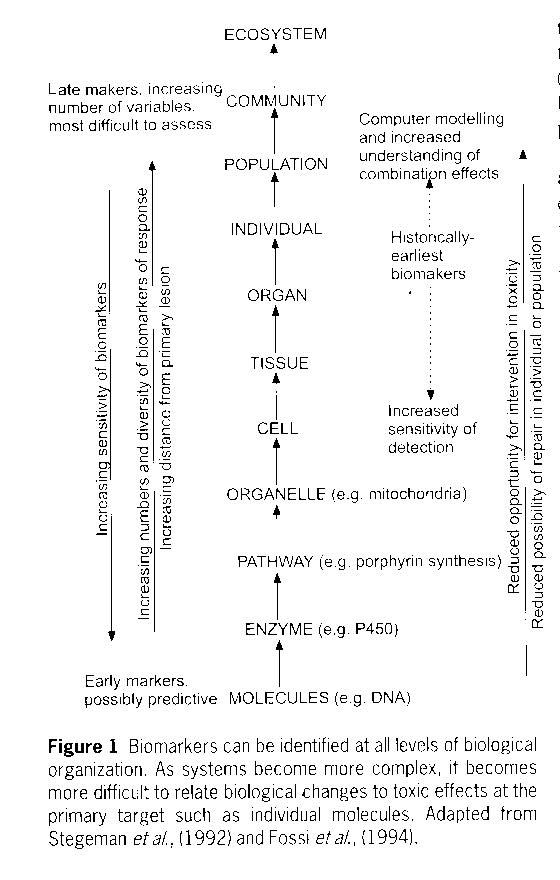 ECOSYSTEM
Late makers, increasing
number of variables,
most difficult to assess
COMMUNITY
Computer modelling
and increased
understanding of
combination effects
POPULATION
INDIVIDUAL
Historically-
earliest
biomakers
ORGAN
TISSUE
Increased
sensitivity of
detection
CELL
ORGANELLE (e.g. mitochondria)
PATHWAY (e.g. porphyrin synthesis)
ENZYME (e.g. P450)
Early markers,
possibly predictive
MOLECULES (e.g. DNA)
Increasing sensitivity of biomarkers
Increasing numbers and diversity of biomarkers of response
Increasing distance from primary lesion
Reduced opportunity for intervention in toxicity
Reduced possibility of repair in individual or population
Figure 1 Biomarkers can be identified at all levels of biological
organization. As systems become more complex, it becomes
more difficult to relate biological changes to toxic effects at the
primary target such as individual molecules. Adapted from
Stegeman et al., (1992) and Fossi et al., (1994).